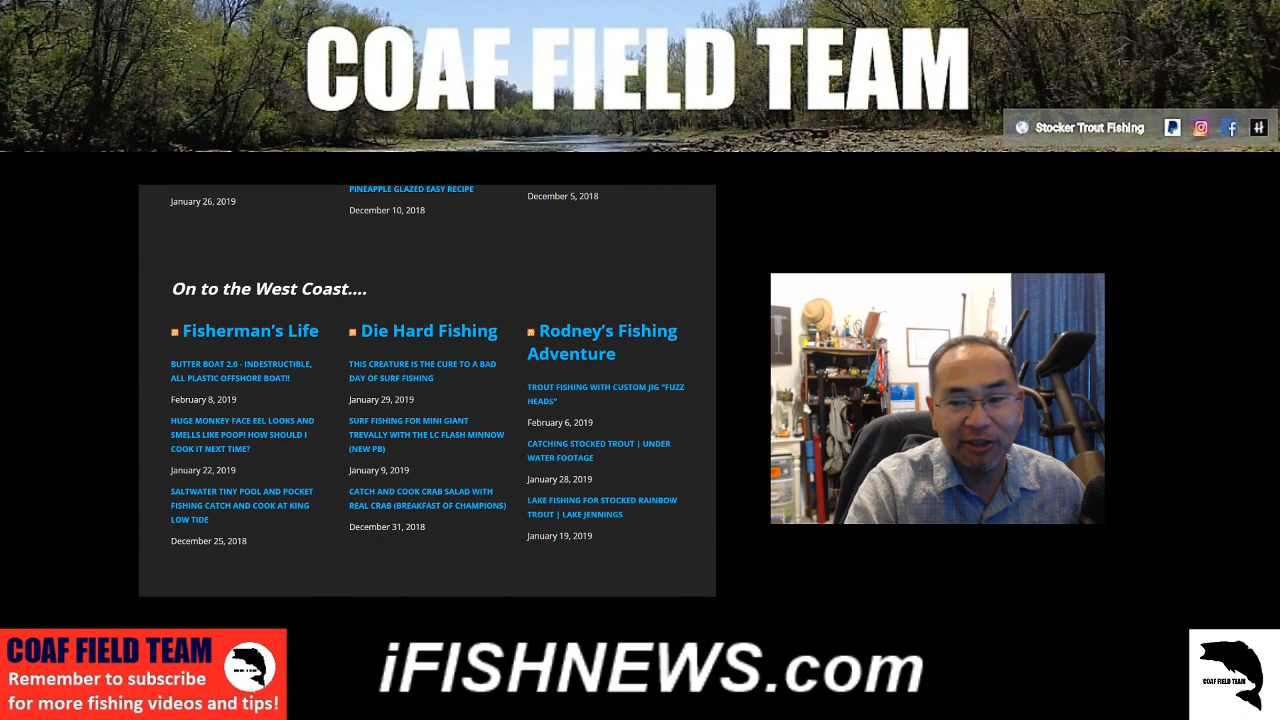 COAF FIELD TEAM
Stocker Trout Fishing
January 26, 2019
PINEAPPLE GLAZED EASY RECIPE
December 10, 2018
December 5, 2018
On to the West Coast....
Fisherman's Life
BUTTER BOAT 2.0 - INDESTRUCTIBLE,
ALL PLASTIC OFFSHORE BOAT!!
February 8, 2019
HUGE MONKEY FACE EEL LOOKS AND
SMELLS LIKE POOP! HOW SHOULD I
COOK IT NEXT TIME?
January 22, 2019
SALTWATER TINY POOL AND POCKET
FISHING CATCH AND COOK AT KING
LOW TIDE
December 25, 2018
Die Hard Fishing
THIS CREATURE IS THE CURE TO A BAD
DAY OF SURF FISHING
January 29, 2019
SURF FISHING FOR MINI GIANT
TREVALLY WITH THE LC FLASH MINNOW
(NEW PB)
January 9, 2019
CATCH AND COOK CRAB SALAD WITH
REAL CRAB (BREAKFAST OF CHAMPIONS)
December 31, 2018
Rodney's Fishing
Adventure
TROUT FISHING WITH CUSTOM JIG "FUZZ
HEADS"
February 6, 2019
CATCHING STOCKED TROUT | UNDER
WATER FOOTAGE
January 28, 2019
LAKE FISHING FOR STOCKED RAINBOW
TROUT | LAKE JENNINGS
January 19, 2019
COAF FIELD TEAM
Remember to subscribe
for more fishing videos and tips!
iFISHNEWS.com
COAF FIELD TEAM